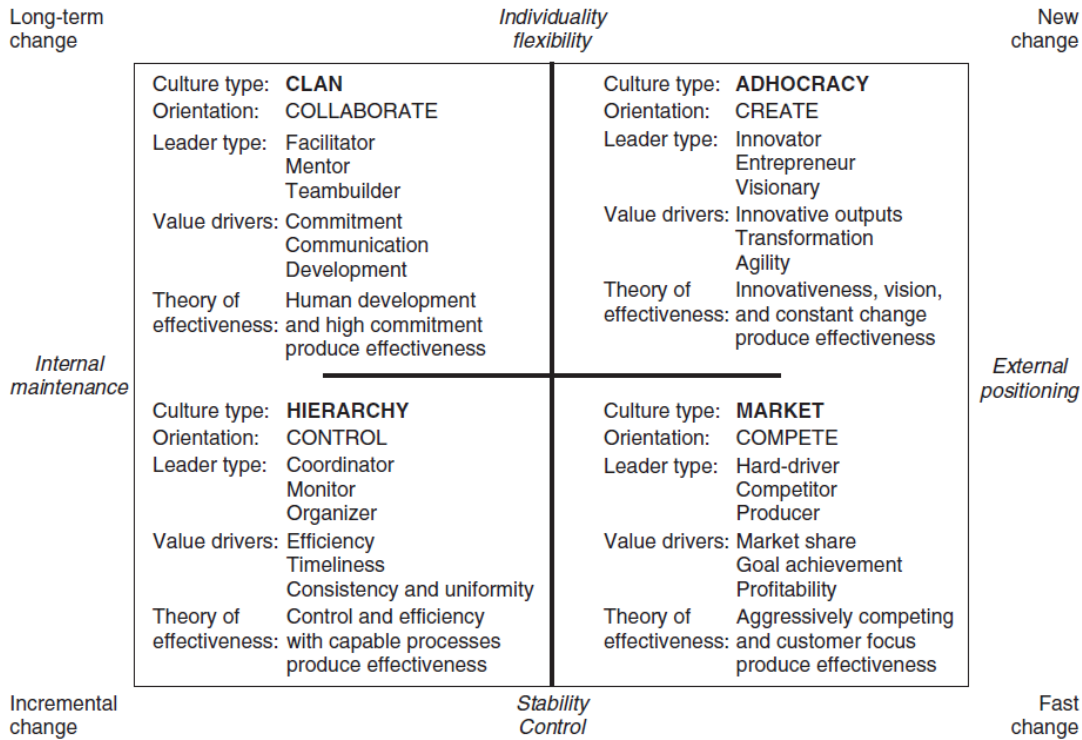 Long-term
change
Individuality
flexibility
New
change
Culture type: CLAN
Orientation: COLLABORATE
Leader type: Facilitator
Mentor
Teambuilder
Value drivers: Commitment
Communication
Development
Theory of Human development
effectiveness: and high commitment
produce effectiveness
Culture type: ADHOCRACY
Orientation: CREATE
Leader type: Innovator
Entrepreneur
Visionary
Value drivers: Innovative outputs
Transformation
Agility
Theory of Innovativeness, vision,
effectiveness: and constant change
produce effectiveness
Internal
maintenance
External
positioning
Culture type: HIERARCHY
Orientation: CONTROL
Leader type: Coordinator
Monitor
Organizer
Value drivers: Efficiency
Timeliness
Consistency and uniformity
Theory of Control and efficiency
effectiveness: with capable processes
produce effectiveness
Culture type: MARKET
Orientation: COMPETE
Leader type: Hard-driver
Competitor
Producer
Value drivers: Market share
Goal achievement
Profitability
Theory of Aggressively competing
effectiveness: and customer focus
produce effectiveness
Incremental
change
Stability
Control
Fast
change